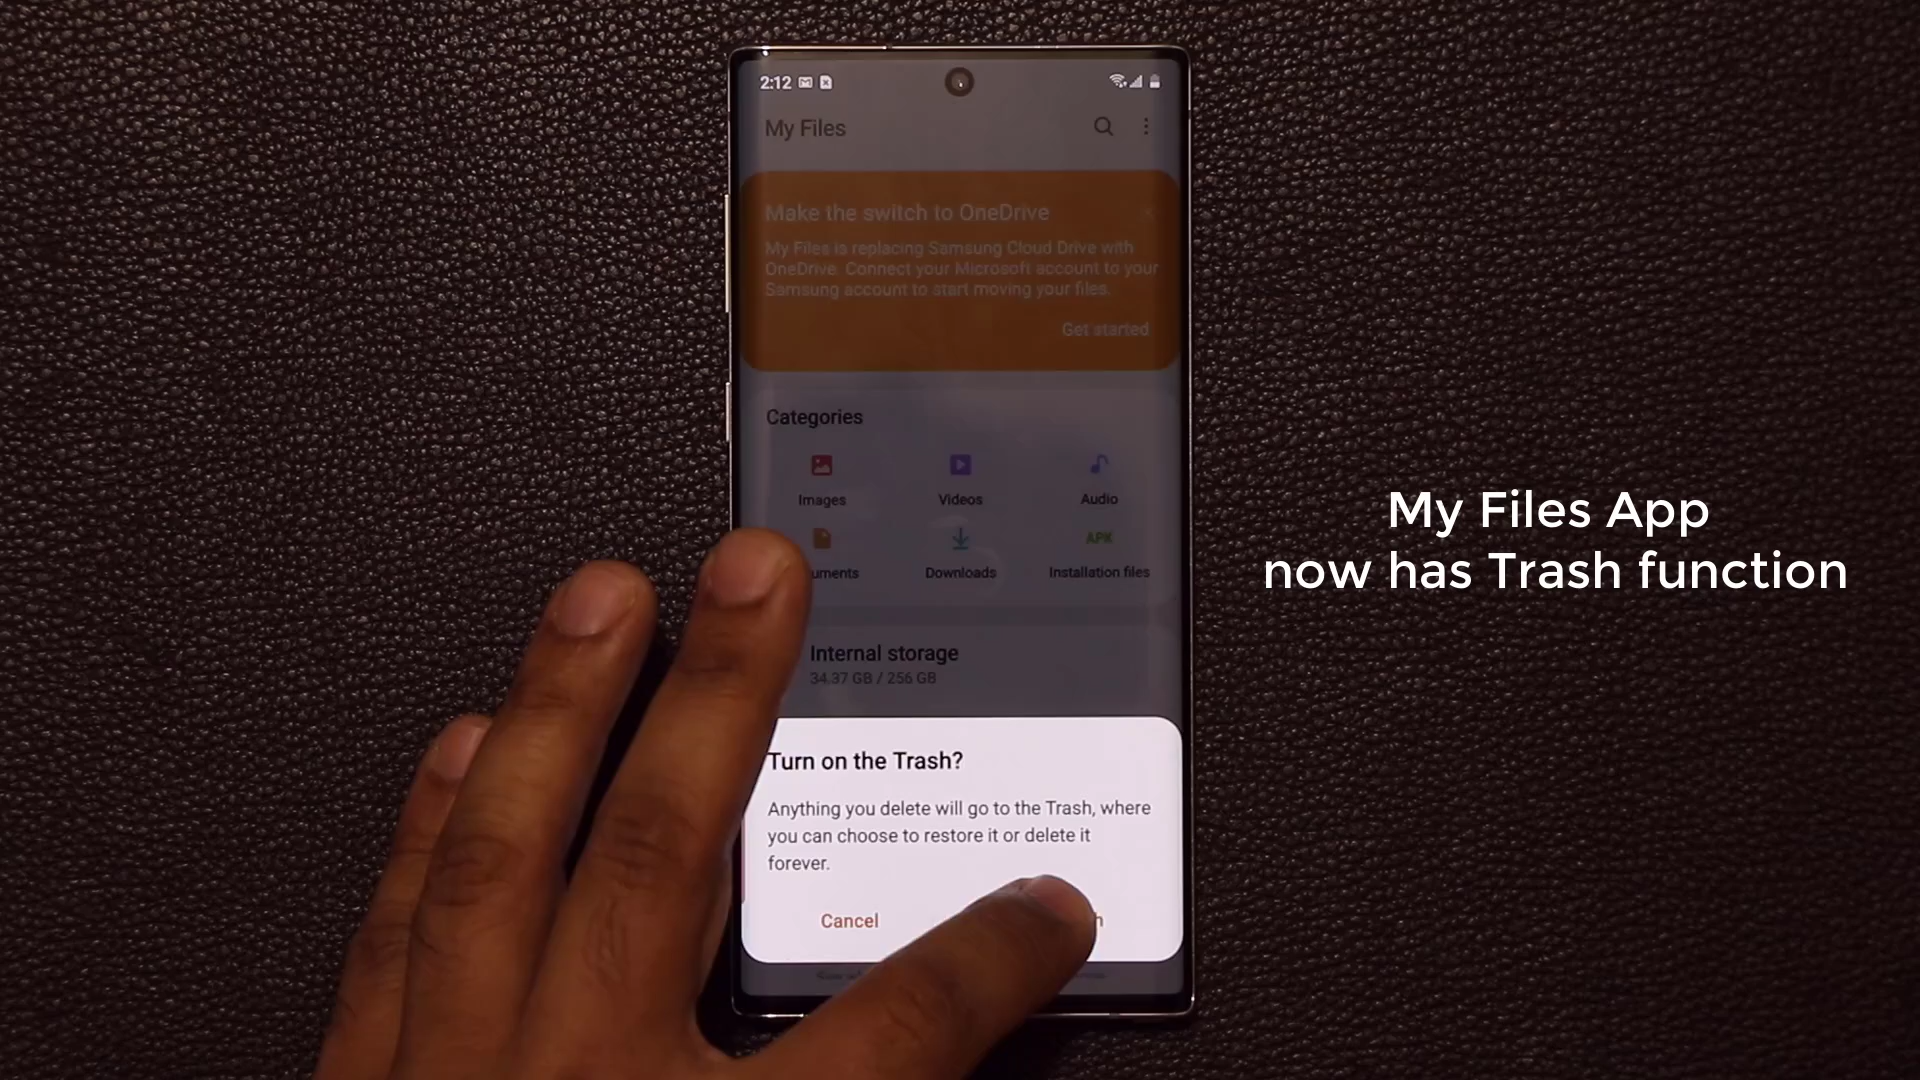 2:12
My Files
Make the switch to OneDrive
My Files is replacing Samsung Cloud Drive with
OneDrive. Connect your Microsoft account to your
Samsung account to start moving your files.
Get started
Categories
Images Videos Audio
APK
uments Downloads Installation files
Internal storage
34.37 GB / 256 GB
Turn on the Trash?
Anything you delete will go to the Trash, where
you can choose to restore it or delete it
forever.
Cancel h
My Files App
now has Trash function